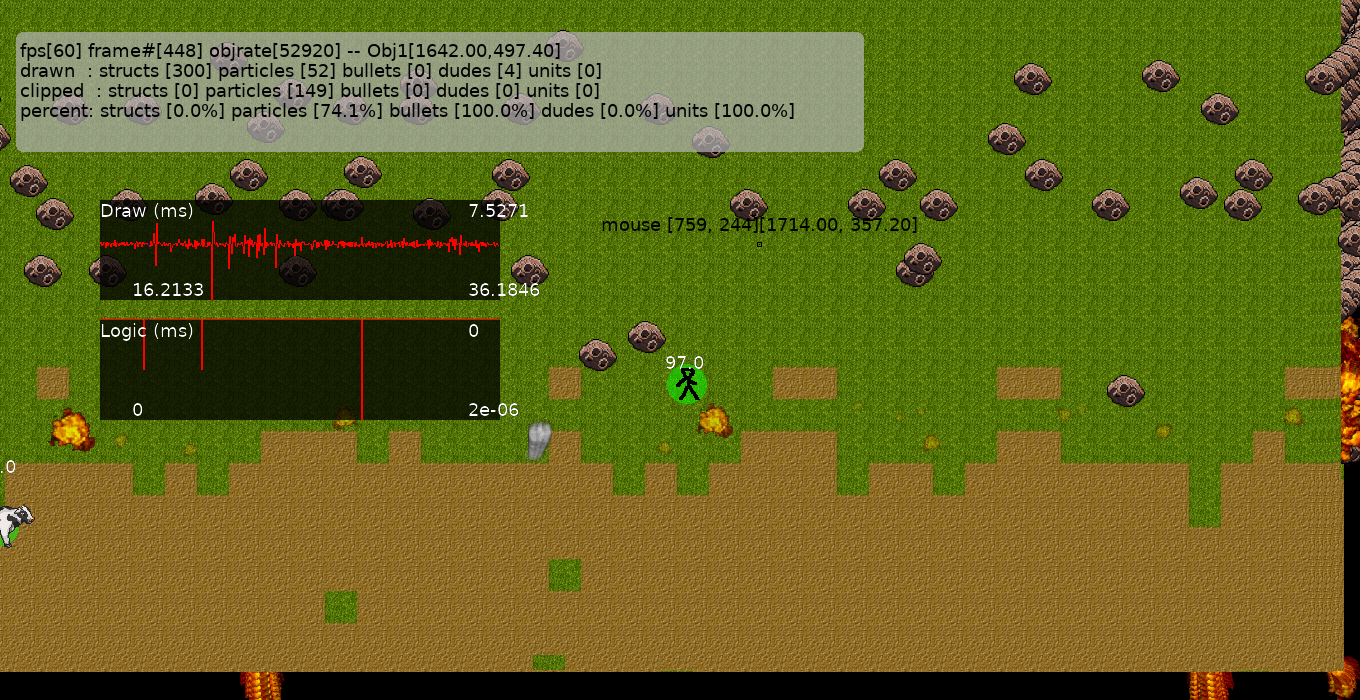 fps[60] frame#[448] objrate[52920] -- Obj1[1642.00,497.40]
drawn  : structs [300] particles [52] bullets [0] dudes [4] units [0]
clipped  : structs [0] particles [149] bullets [0] dudes [0] units [0]
percent: structs [0.0%] particles [74.1%] bullets [100.0%] dudes [0.0%] units [100.0%]
Draw (ms) 7.5271
mouse [759, 244][1714.00, 357.20]
16.2133 36.1846
Logic (ms) 0
97.0
0 2e-06
.0